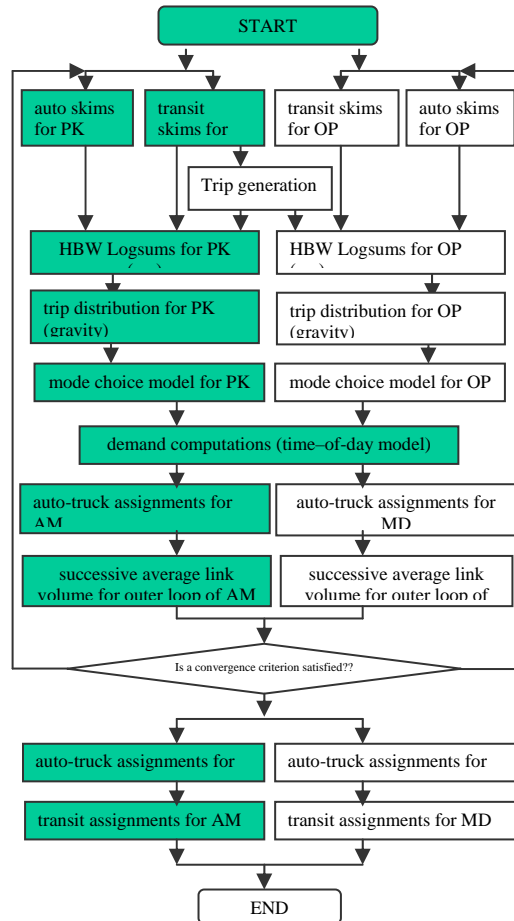 START
auto skims
for PK
transit
skims for
transit skims
for OP
auto skims
for OP
Trip generation
HBW Logsums for PK
HBW Logsums for OP
trip distribution for PK
(gravity)
trip distribution for OP
(gravity)
mode choice model for PK
mode choice model for OP
demand computations (time–of-day model)
auto-truck assignments for
AM
auto-truck assignments for
MD
successive average link
volume for outer loop of AM
successive average link
volume for outer loop of
Is a convergence criterion satisfied??
auto-truck assignments for
auto-truck assignments for
transit assignments for AM
transit assignments for MD
END